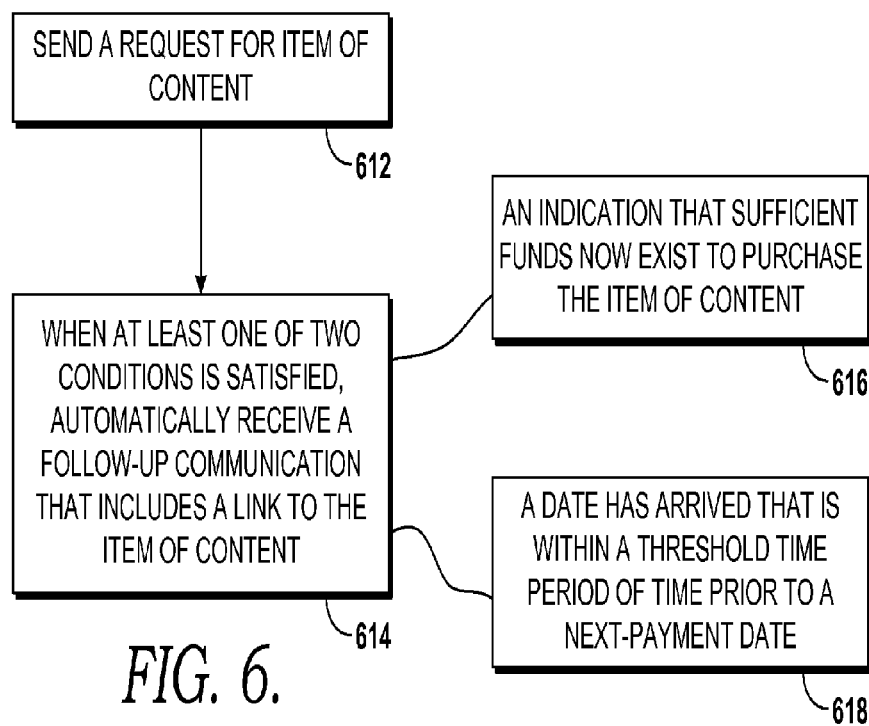 SEND A REQUEST FOR ITEM OF
CONTENT
612
WHEN AT LEAST ONE OF TWO
CONDITIONS IS SATISFIED,
AUTOMATICALLY RECEIVE A
FOLLOW-UP COMMUNICATION
THAT INCLUDES A LINK TO THE
ITEM OF CONTENT
614
AN INDICATION THAT SUFFICIENT
FUNDS NOW EXIST TO PURCHASE
THE ITEM OF CONTENT
616
A DATE HAS ARRIVED THAT IS
WITHIN A THRESHOLD TIME
PERIOD OF TIME PRIOR TO A
NEXT-PAYMENT DATE
618
FIG. 6.